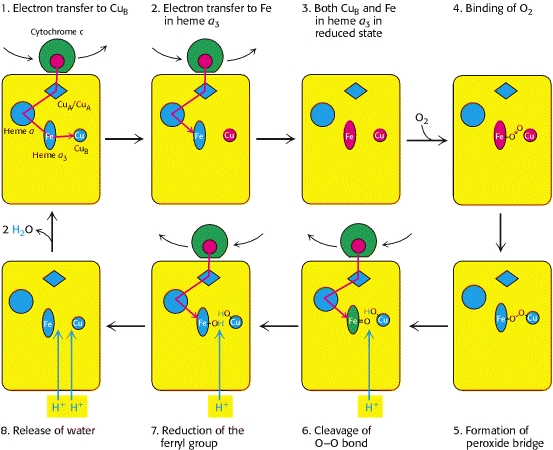 1. Electron transfer to CuB
2. Electron transfer to Fe
in heme a3
3. Both CuB and Fe
in heme a3 in
reduced state
4. Binding of O2
Cytochrome c
CuA/CuA
Heme a
Fe
Cu
CuB
Heme a3
Fe
Cu
Fe
Cu
O2
Fe
O
O
Cu
2 H2O
Fe
Cu
H+
H+
Fe
OH
HO
Cu
H+
Fe
=O
HO
Cu
H+
Fe
O
O
Cu
8. Release of water
7. Reduction of the
ferryl group
6. Cleavage of
O–O bond
5. Formation of
peroxide bridge